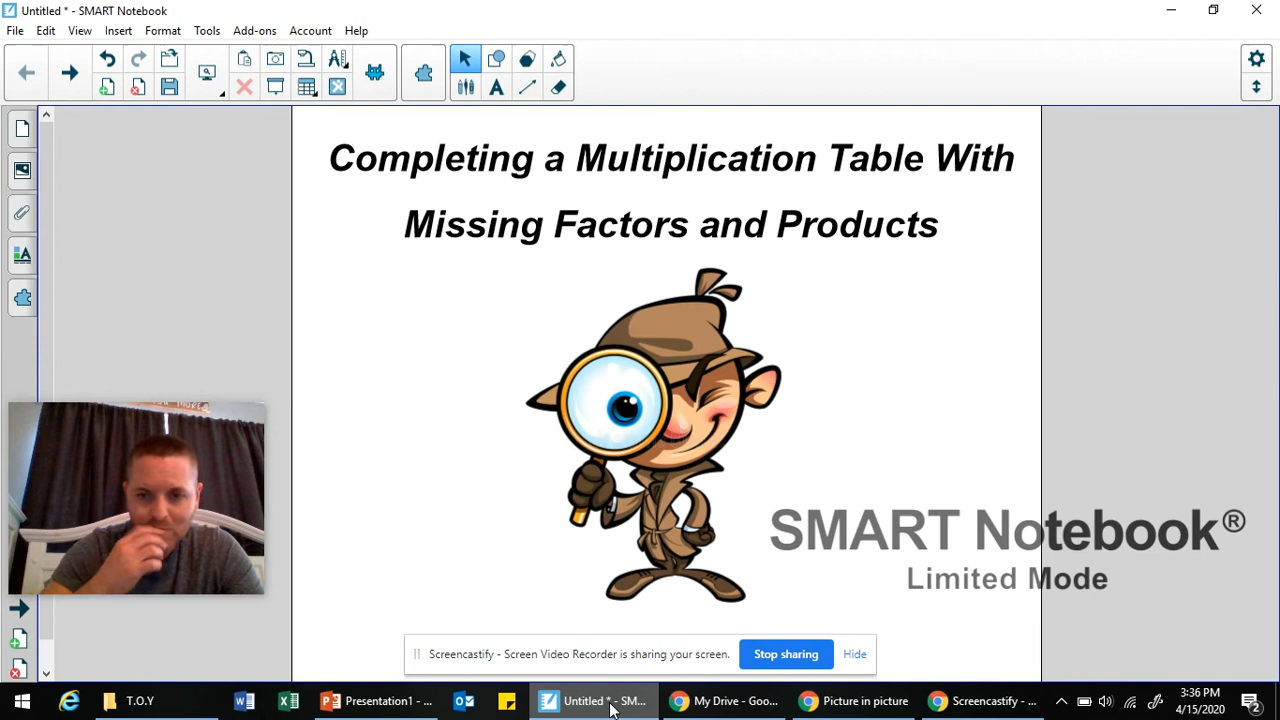 Untitled * - SMART Notebook
File Edit View Insert Format Tools Add-ons Account Help
Completing a Multiplication Table With
Missing Factors and Products
SMART Notebook®
Limited Mode
Screencastify - Screen Video Recorder is sharing your screen. Stop sharing Hide
T.O.Y Presentation1 - ... Untitled * - SM... My Drive - Goo... Picture in picture Screencastify - ...
3:36 PM
4/15/2020
2